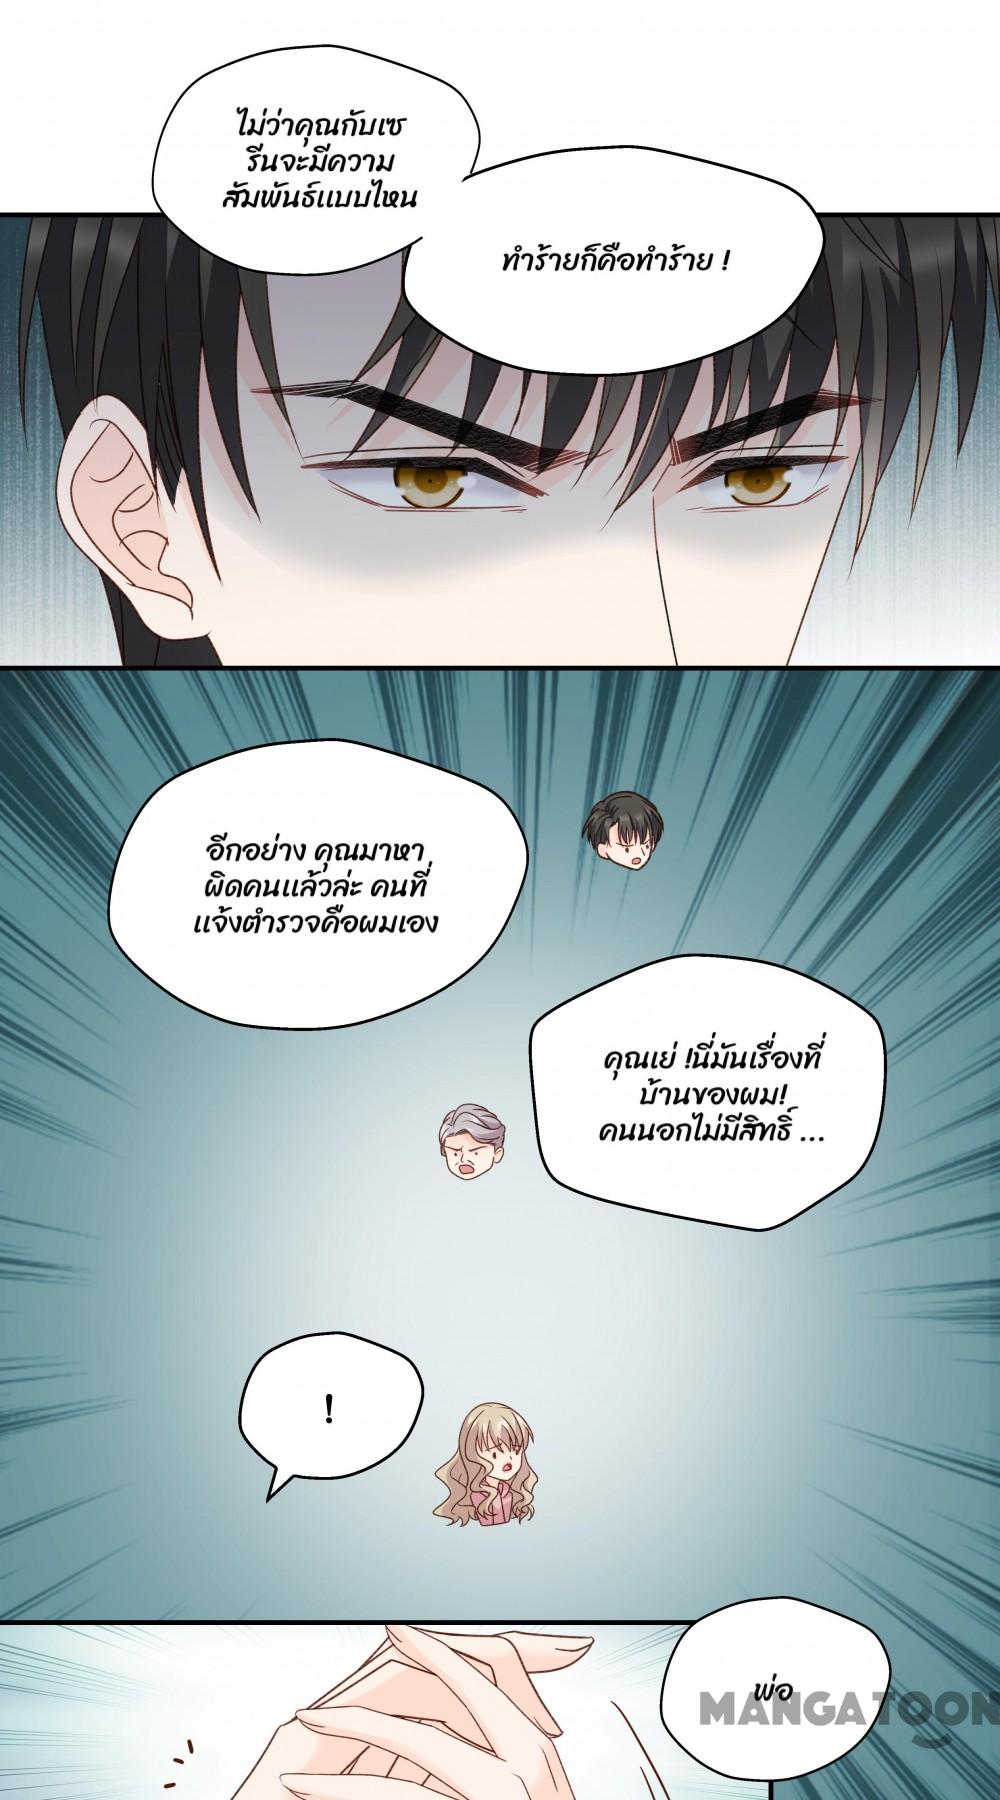 ไม่ว่าคุณกับเซ
รีนจะมีความ
สัมพันธ์แบบไหน
ทำร้ายก็คือทำร้าย !
อีกอย่าง คุณมาหา
ผิดคนแล้วล่ะ คนที่
แจ้งตำรวจคือผมเอง
คุณเย่ !นี่มันเรื่องที่
บ้านของผม!
คนนอกไม่มีสิทธิ์ ...
!
พ่อ
MANGATOON